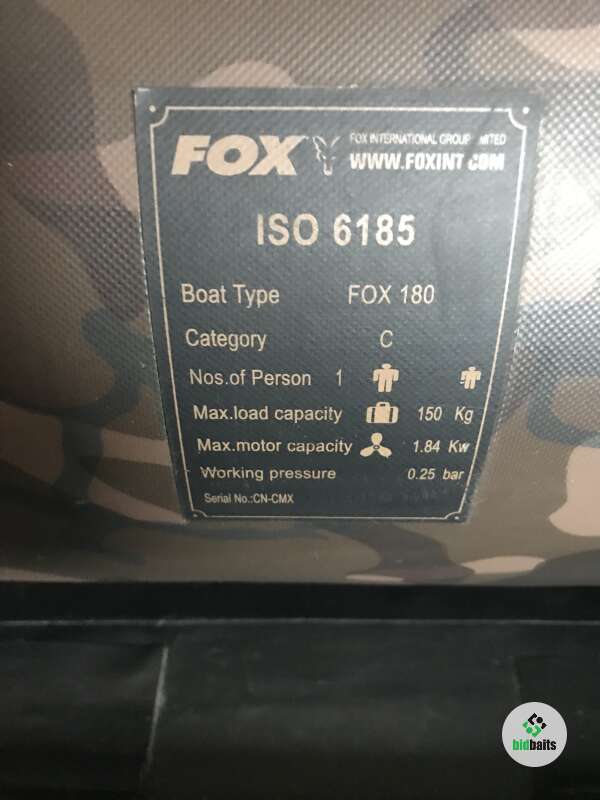 FOX FOX INTERNATIONAL GROUP LIMITED
WWW.FOXINT.COM
ISO 6185
Boat Type FOX 180
Category C
Nos.of Person 1
Max.load capacity 150 Kg
Max.motor capacity 1.84 Kw
Working pressure 0.25 bar
Serial No.:CN-CMX
bidbaits